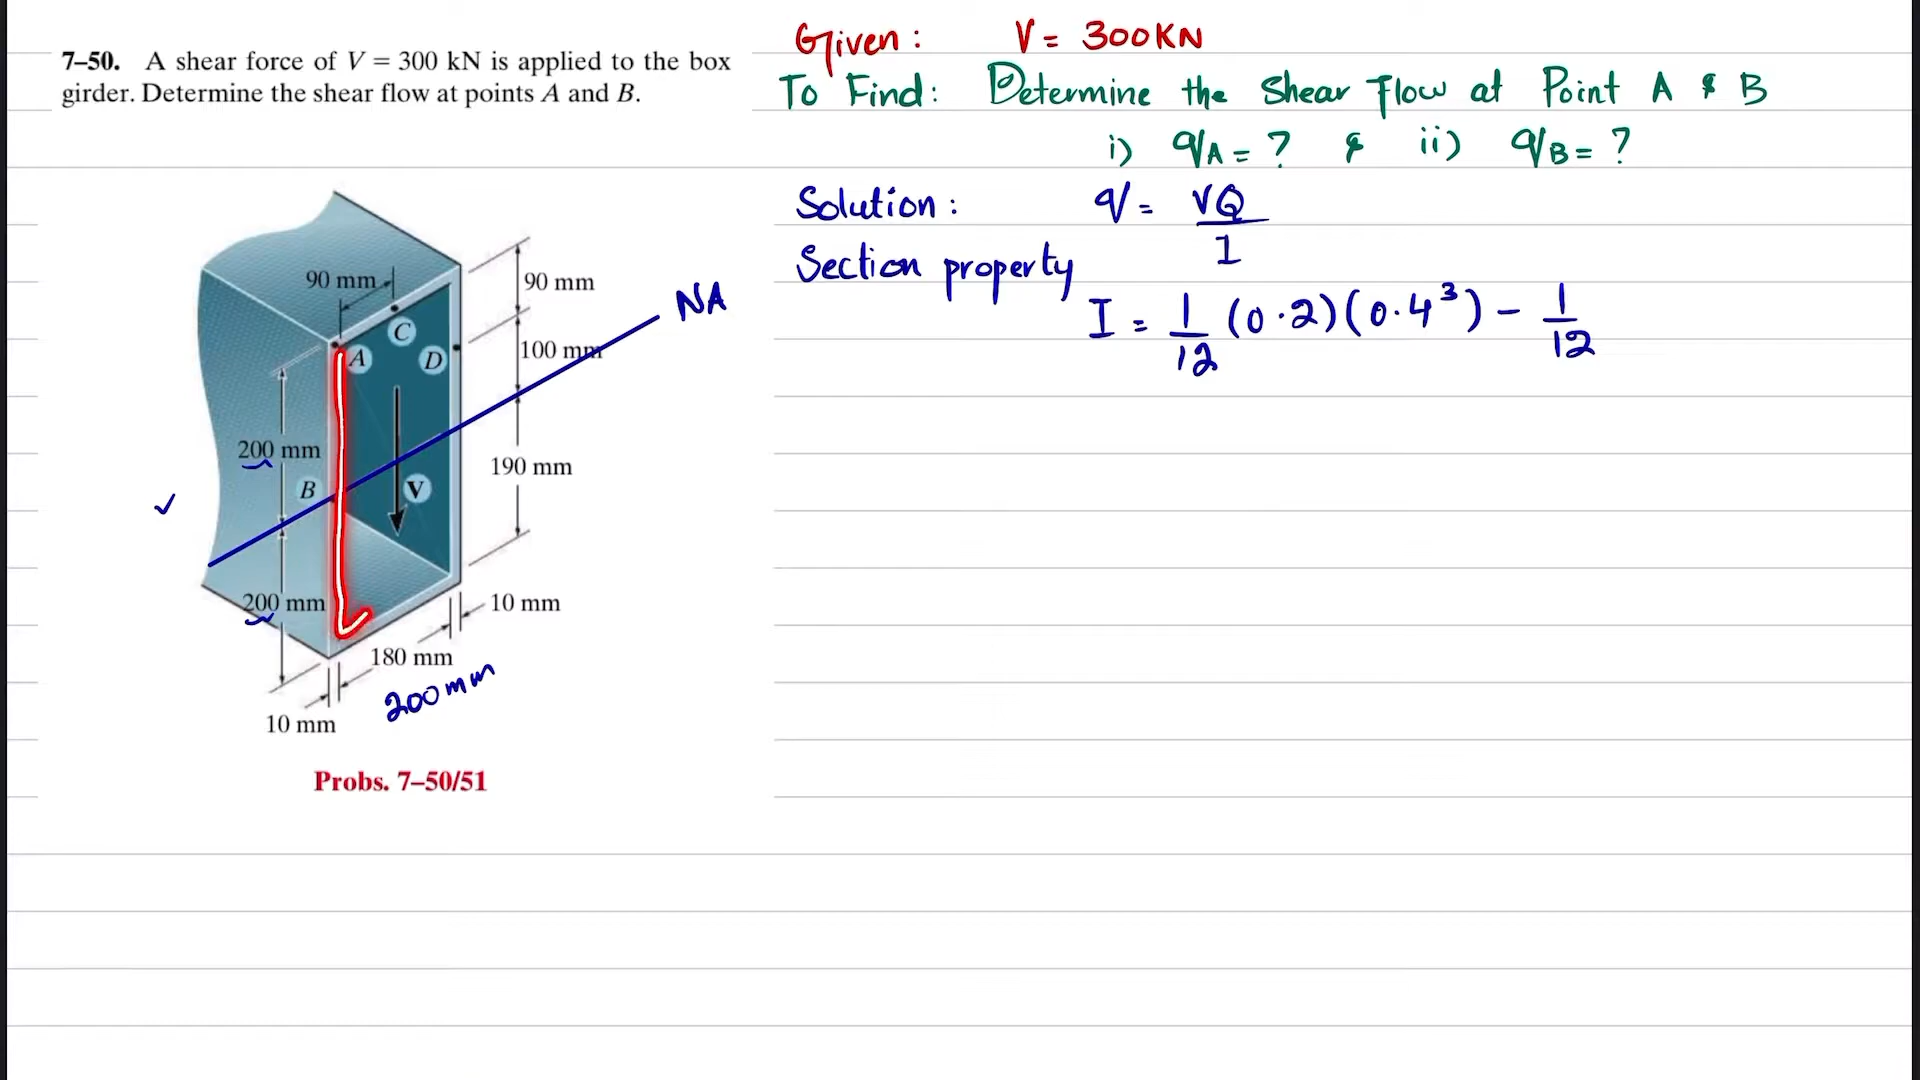 7–50. A shear force of V = 300 kN is applied to the box
girder. Determine the shear flow at points A and B.
90 mm
90 mm
C
A
D
100 mm
NA
200 mm
B
V
190 mm
200 mm
10 mm
180 mm
200mm
10 mm
Probs. 7–50/51
Given: V = 300KN
To Find: Determine the Shear Flow at Point A & B
i) qA = ? & ii) qB = ?
Solution: q = VQ
I
Section property
I = 1/12 (0.2)(0.4³) - 1/12